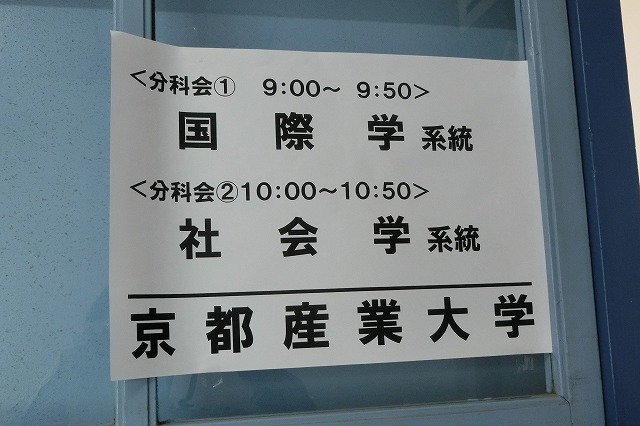 <分科会① 9:00～ 9:50>
国際学系統
<分科会②10:00～10:50>
社会学系統
京都産業大学